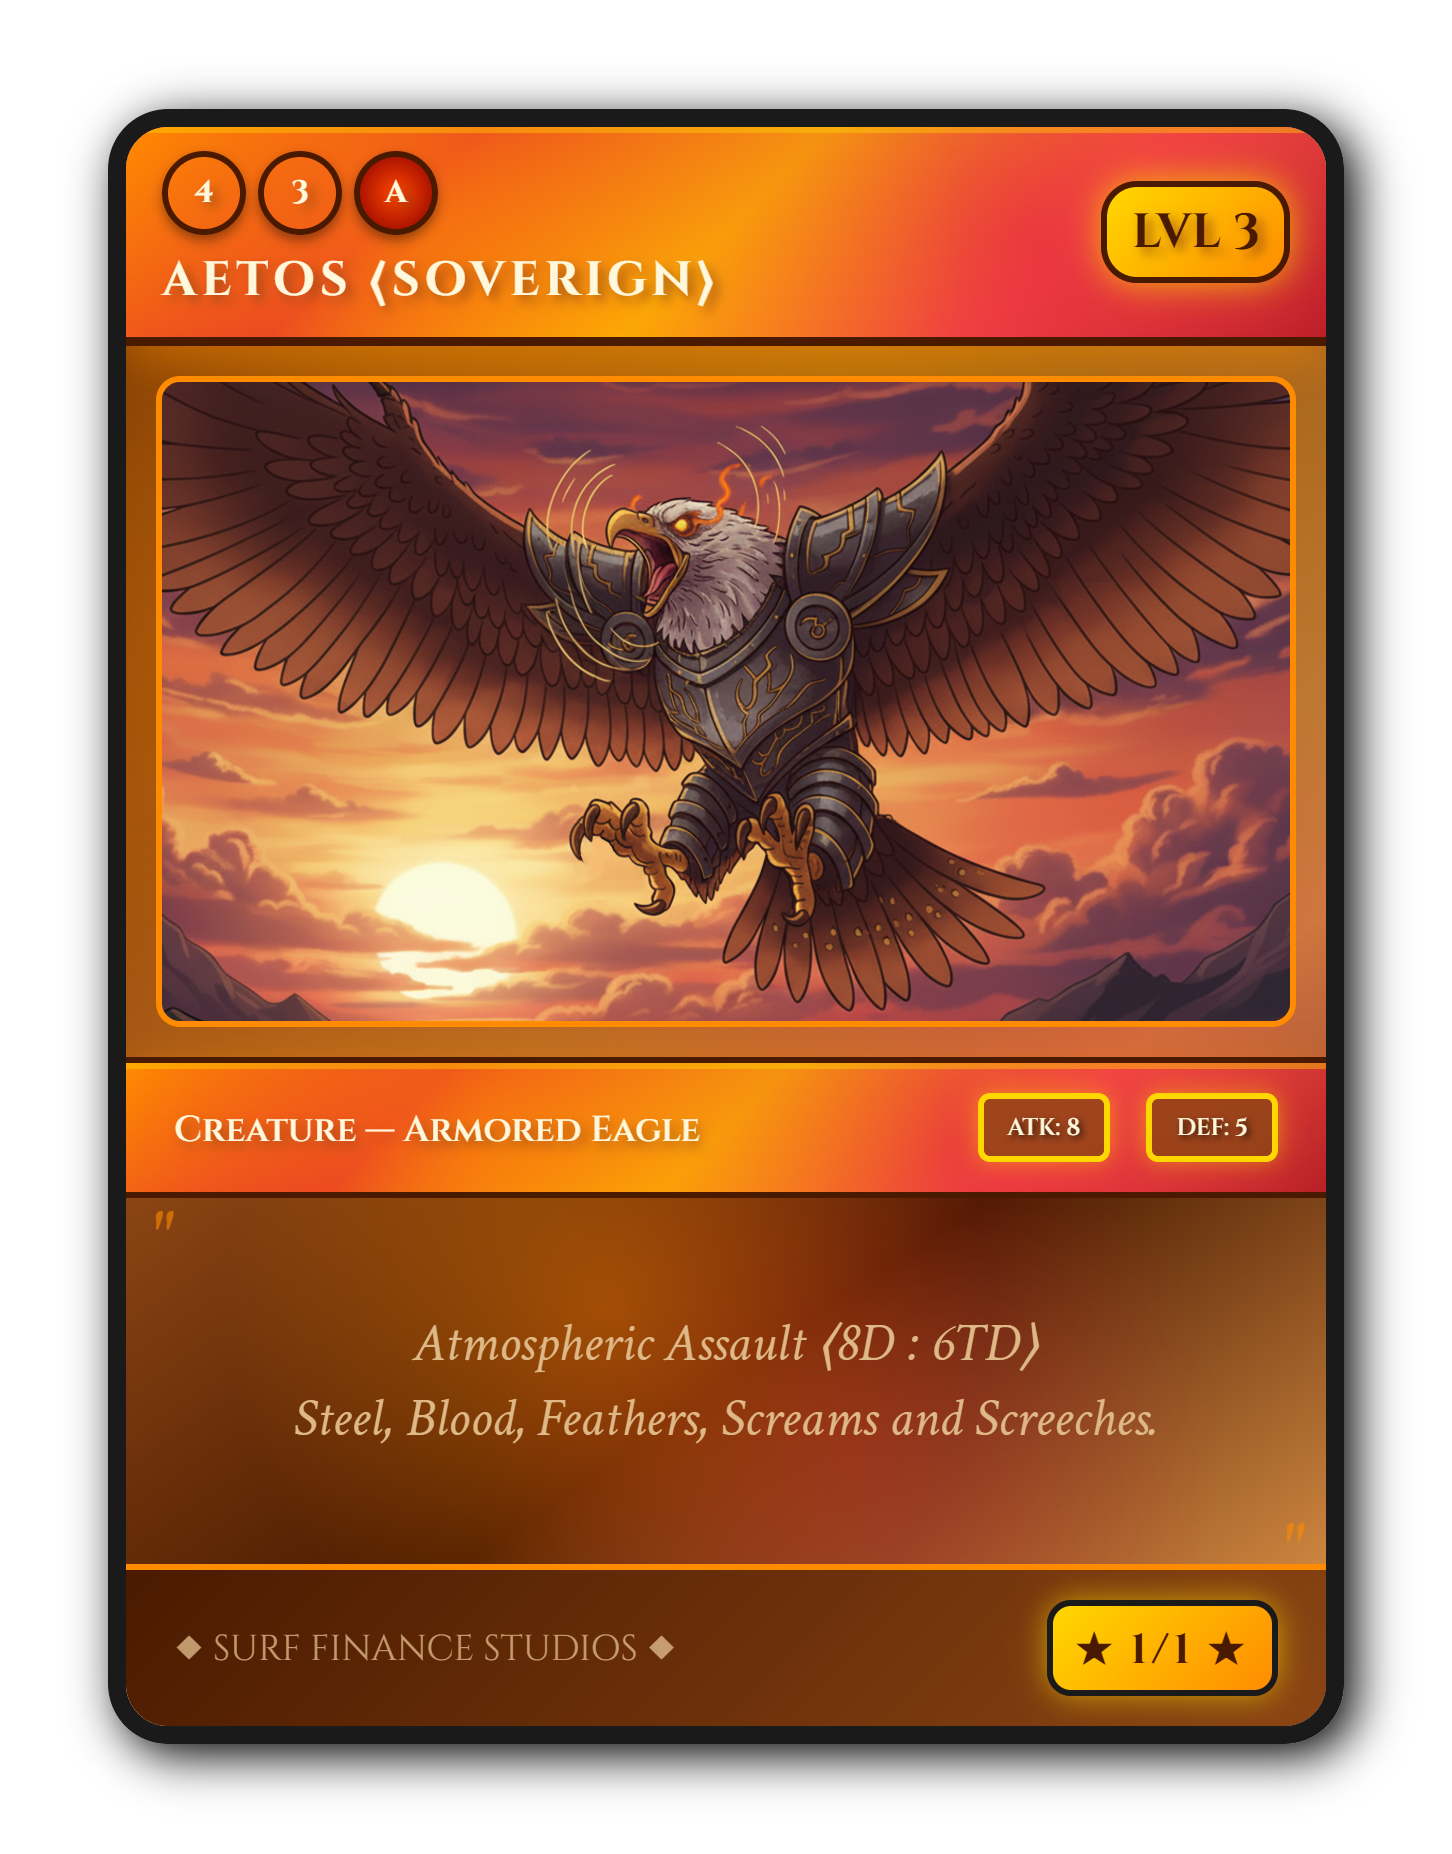 4 3 A
AETOS ⟨SOVERIGN⟩
LVL 3
Creature — Armored Eagle
ATK: 8
DEF: 5
"
Atmospheric Assault ⟨8D : 6TD⟩
Steel, Blood, Feathers, Screams and Screeches.
"
◆ SURF FINANCE STUDIOS ◆
★ 1/1 ★